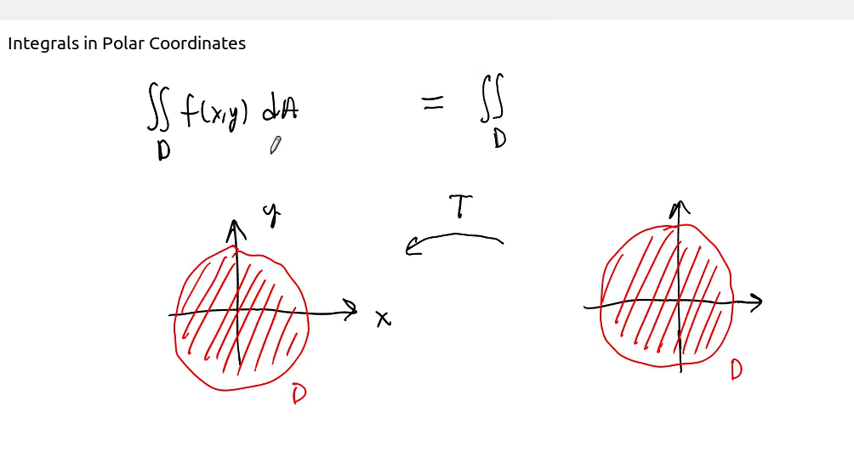 Integrals in Polar Coordinates
∬ f(x,y) dA = ∬
D D
T
y
x
D
D